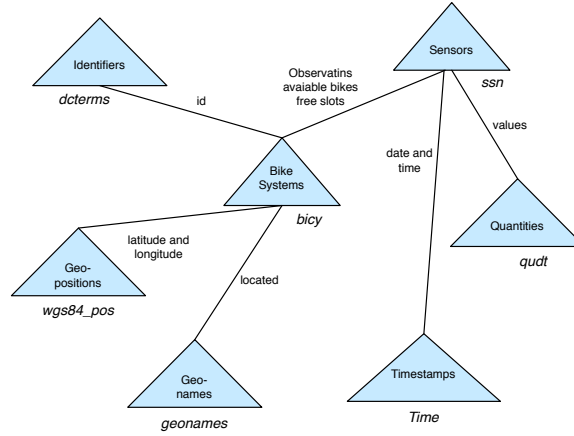 Sensors
ssn
Identifiers
dcterms
id
Observatins
avaiable bikes
free slots
values
date and
time
Bike
Systems
bicy
Quantities
qudt
latitude and
longitude
Geo-
positions
wgs84_pos
located
Geo-
names
geonames
Timestamps
Time